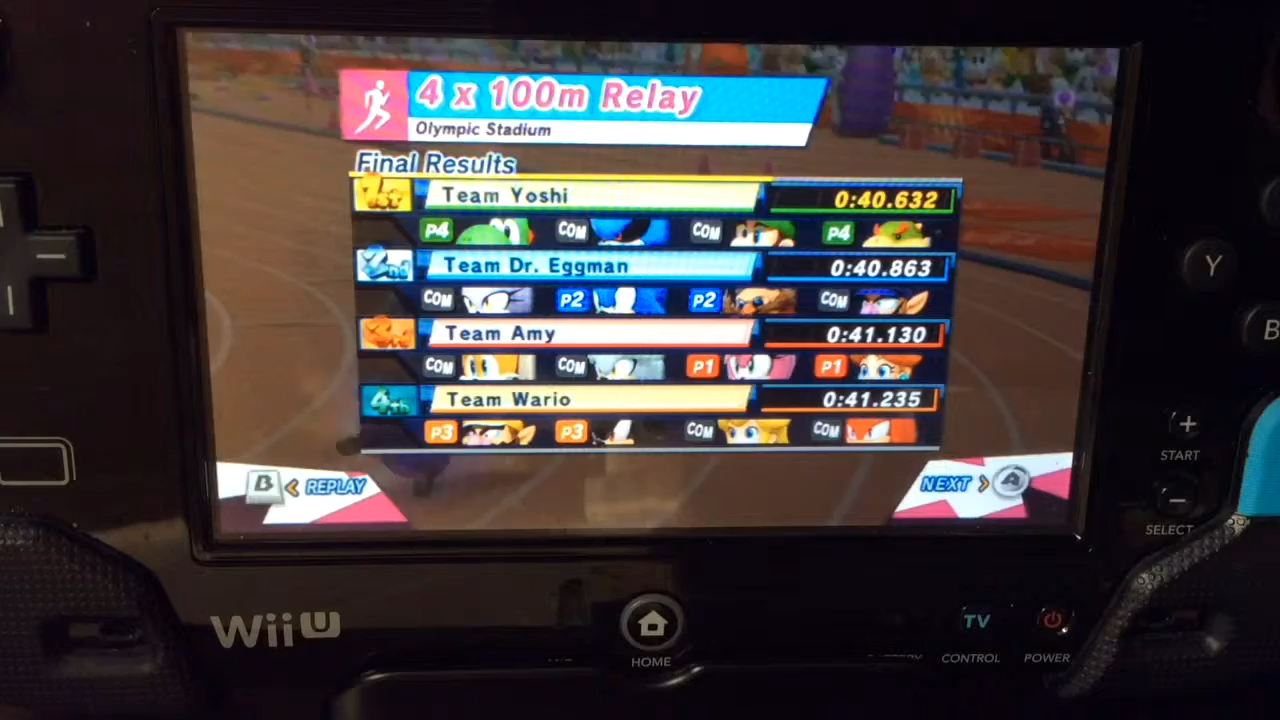 4 x 100m Relay
Olympic Stadium
Final Results
1st Team Yoshi 0:40.632
P4 COM COM P4
2nd Team Dr. Eggman 0:40.863
COM P2 P2 COM
3rd Team Amy 0:41.130
COM COM P1 P1
4th Team Wario 0:41.235
P3 P3 COM COM
B REPLAY
NEXT A
Y
B
+
START
SELECT
Wii U
HOME
TV
CONTROL
POWER